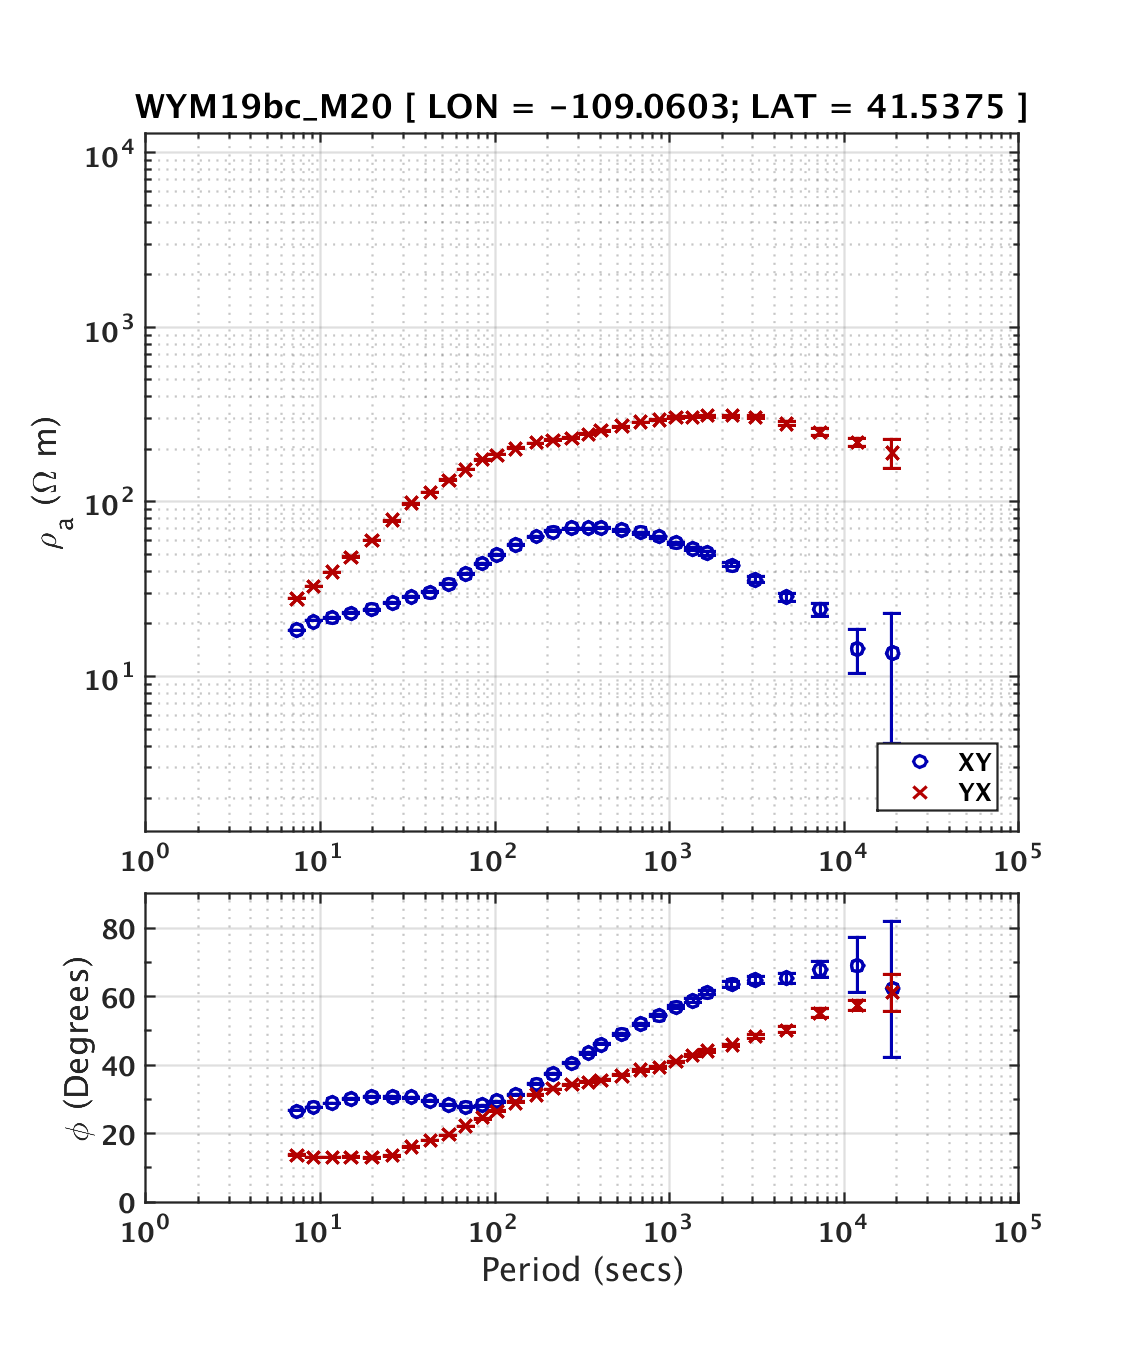 WYM19bc_M20 [ LON = -109.0603; LAT = 41.5375 ]
10^4
10^3
10^2
10^1
ρ_a (Ω m)
XY
YX
10^0 10^1 10^2 10^3 10^4 10^5
80
60
40
20
0
ϕ (Degrees)
10^0 10^1 10^2 10^3 10^4 10^5
Period (secs)